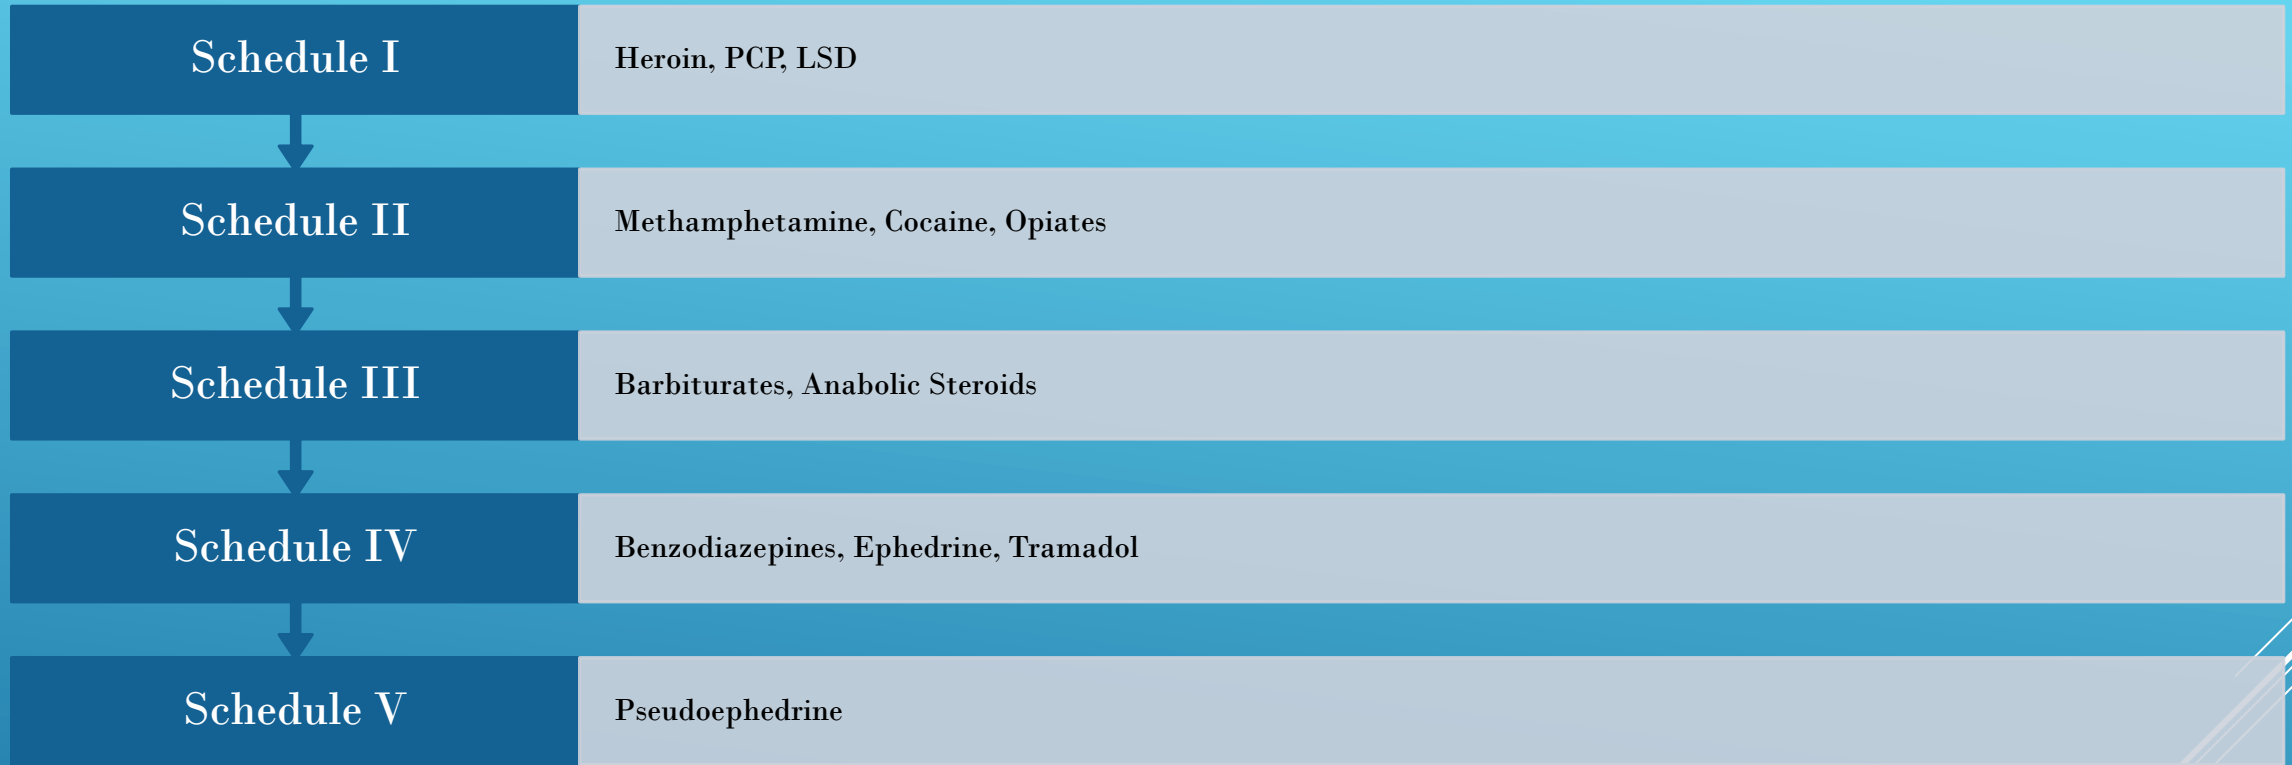 Schedule I
Heroin, PCP, LSD
Schedule II
Methamphetamine, Cocaine, Opiates
Schedule III
Barbiturates, Anabolic Steroids
Schedule IV
Benzodiazepines, Ephedrine, Tramadol
Schedule V
Pseudoephedrine